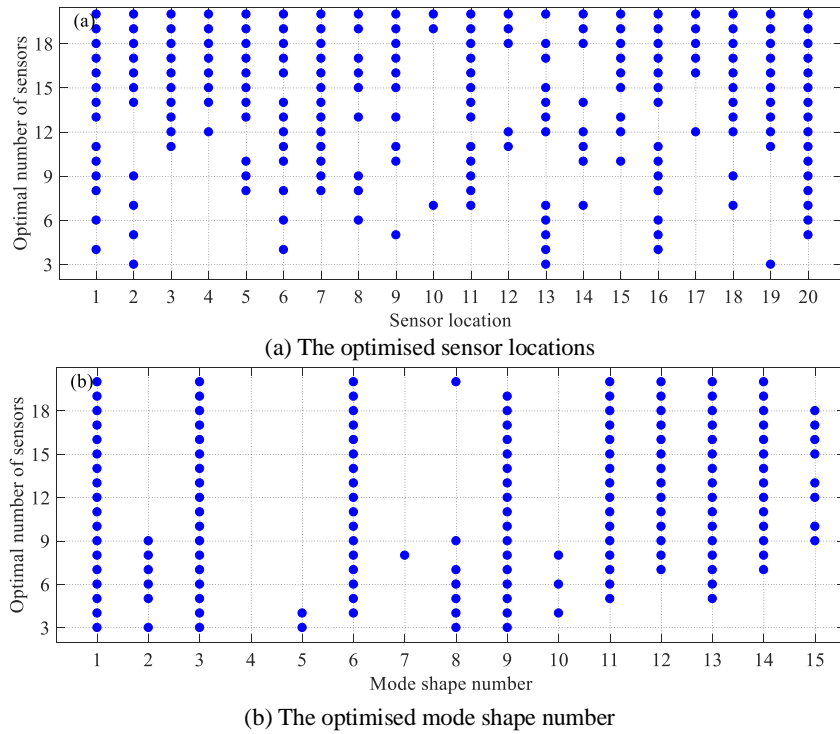 (a)
18
15
12
9
6
3
Optimal number of sensors
1 2 3 4 5 6 7 8 9 10 11 12 13 14 15 16 17 18 19 20
Sensor location
(a) The optimised sensor locations
(b)
18
15
12
9
6
3
Optimal number of sensors
1 2 3 4 5 6 7 8 9 10 11 12 13 14 15
Mode shape number
(b) The optimised mode shape number